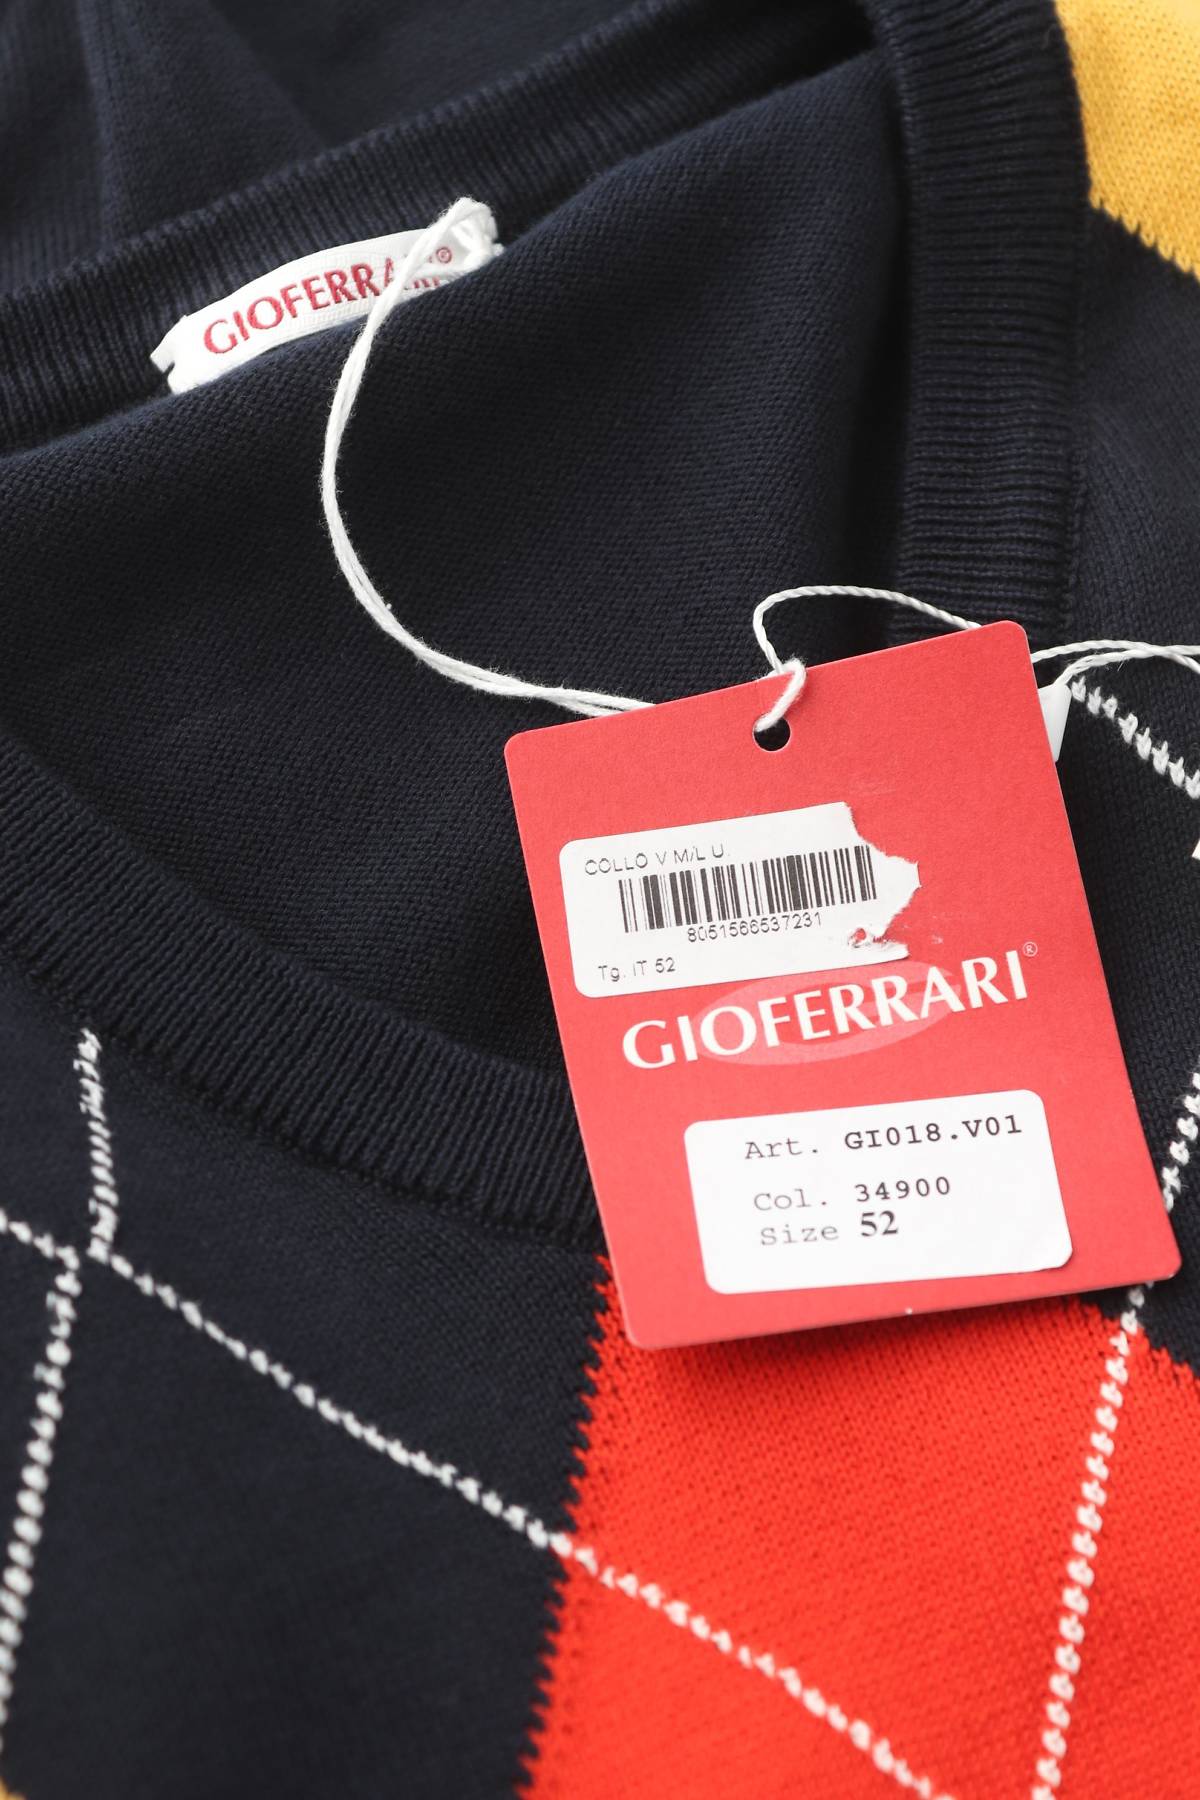 GIOFERRARI®
COLLO V M/L U.
8051566537231
Tg. IT 52
GIOFERRARI®
Art. GI018.V01
Col. 34900
Size 52